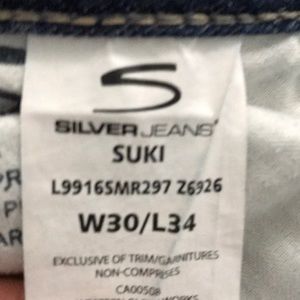 SILVER JEANS
SUKI
L99165MR297 Z6926
W30/L34
EXCLUSIVE OF TRIM/GARNITURES
NON-COMPRISES
CA00508